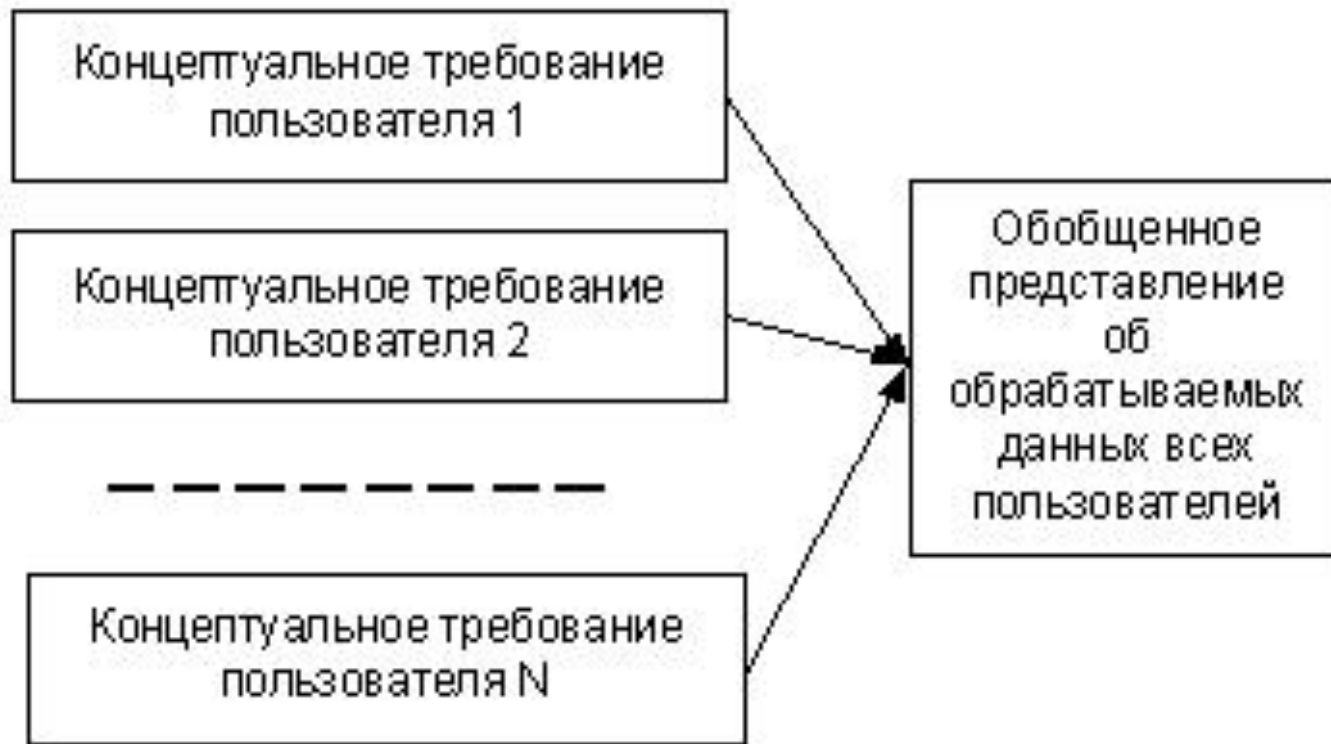 Концептуальное требование
пользователя 1
Концептуальное требование
пользователя 2
Концептуальное требование
пользователя N
Обобщенное
представление
об
обрабатываемых
данных всех
пользователей